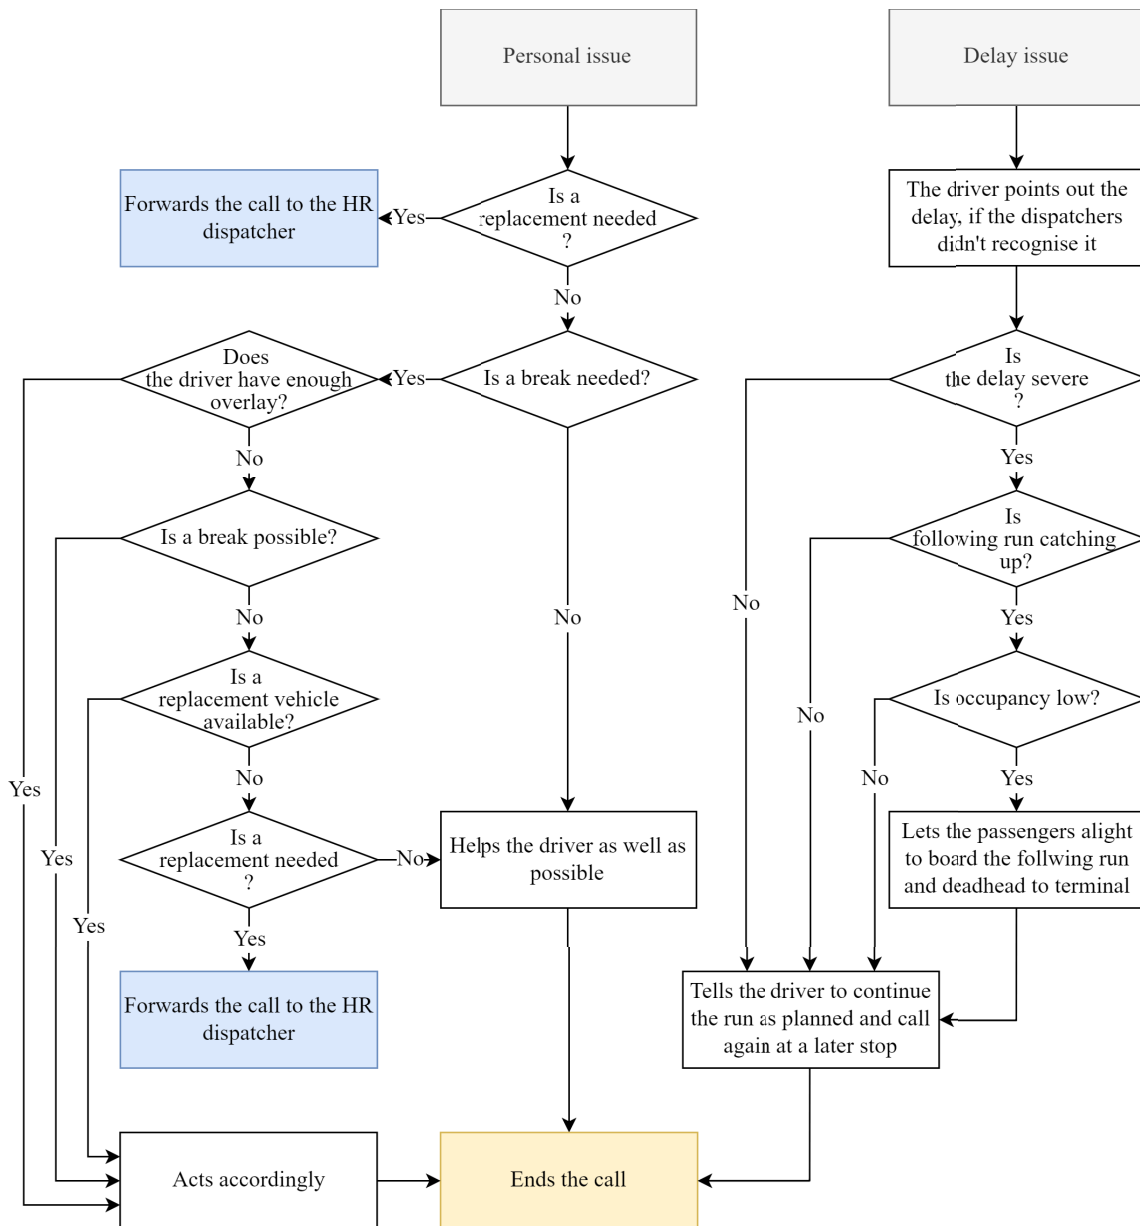 Personal issue
Delay issue
Forwards the call to the HR
dispatcher
Yes
Is a
replacement needed
?
The driver points out the
delay, if the dispatchers
didn't recognise it
No
Does
the driver have enough
overlay?
Yes
Is a break needed?
Is
the delay severe
?
No
Yes
Is a break possible?
Is
following run catching
up?
No
No
No
Yes
Is a
replacement vehicle
available?
Is occupancy low?
No
No
No
Yes
Yes
Is a
replacement needed
?
No
Helps the driver as well as
possible
Lets the passengers alight
to board the follwing run
and deadhead to terminal
Yes
Yes
Yes
Forwards the call to the HR
dispatcher
Tells the driver to continue
the run as planned and call
again at a later stop
Acts accordingly
Ends the call